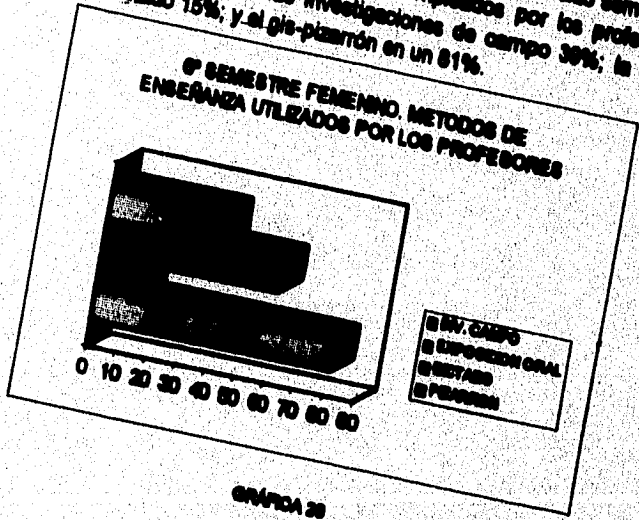 por los
investigaciones de campo 39%; la
15%; y el gis-pizarrón en un 81%.
6º SEMESTRE FEMENINO. METODOS DE
ENSEÑANZA UTILIZADOS POR LOS PROFESORES
0 10 20 30 40 50 60 70 80 90
INV. CAMPO
EXPOSICION ORAL
DICTADO
PIZARRON
GRÁFICA 28